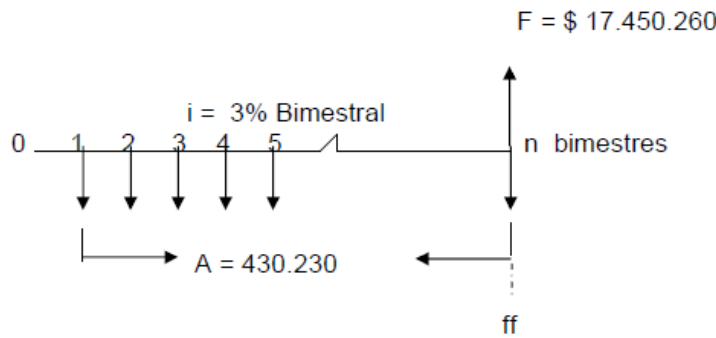 F = $ 17.450.260
i = 3% Bimestral
0 1 2 3 4 5 n bimestres
A = 430.230
ff